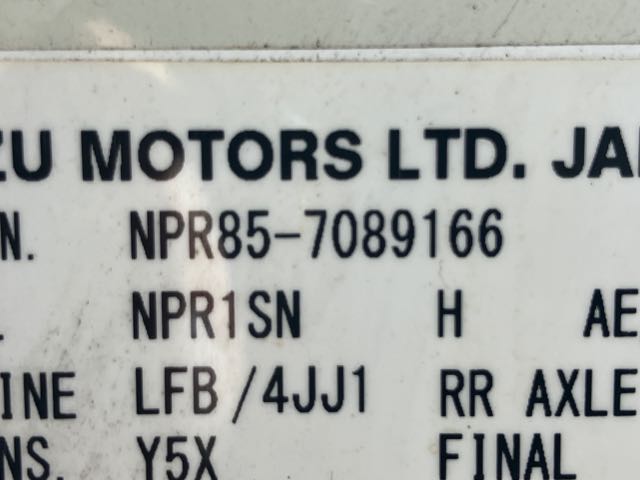 ZU MOTORS LTD. JA
N. NPR85-7089166
NPR1SN H AE
INE LFB/4JJ1 RR AXLE
NS. Y5X FINAL